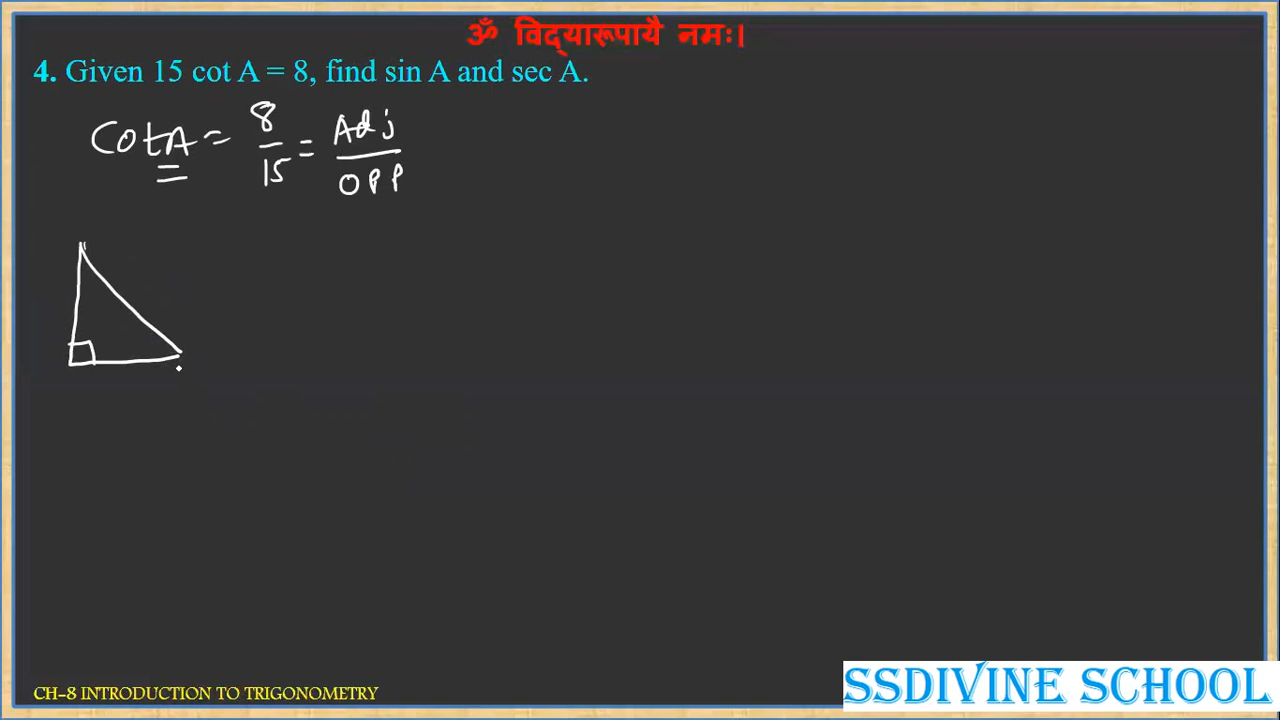 ॐ विद्यारूपायै नमः।
4. Given 15 cot A = 8, find sin A and sec A.
Cot A = 8/15 = Adj/OPP
CH-8 INTRODUCTION TO TRIGONOMETRY
SSDIVINE SCHOOL